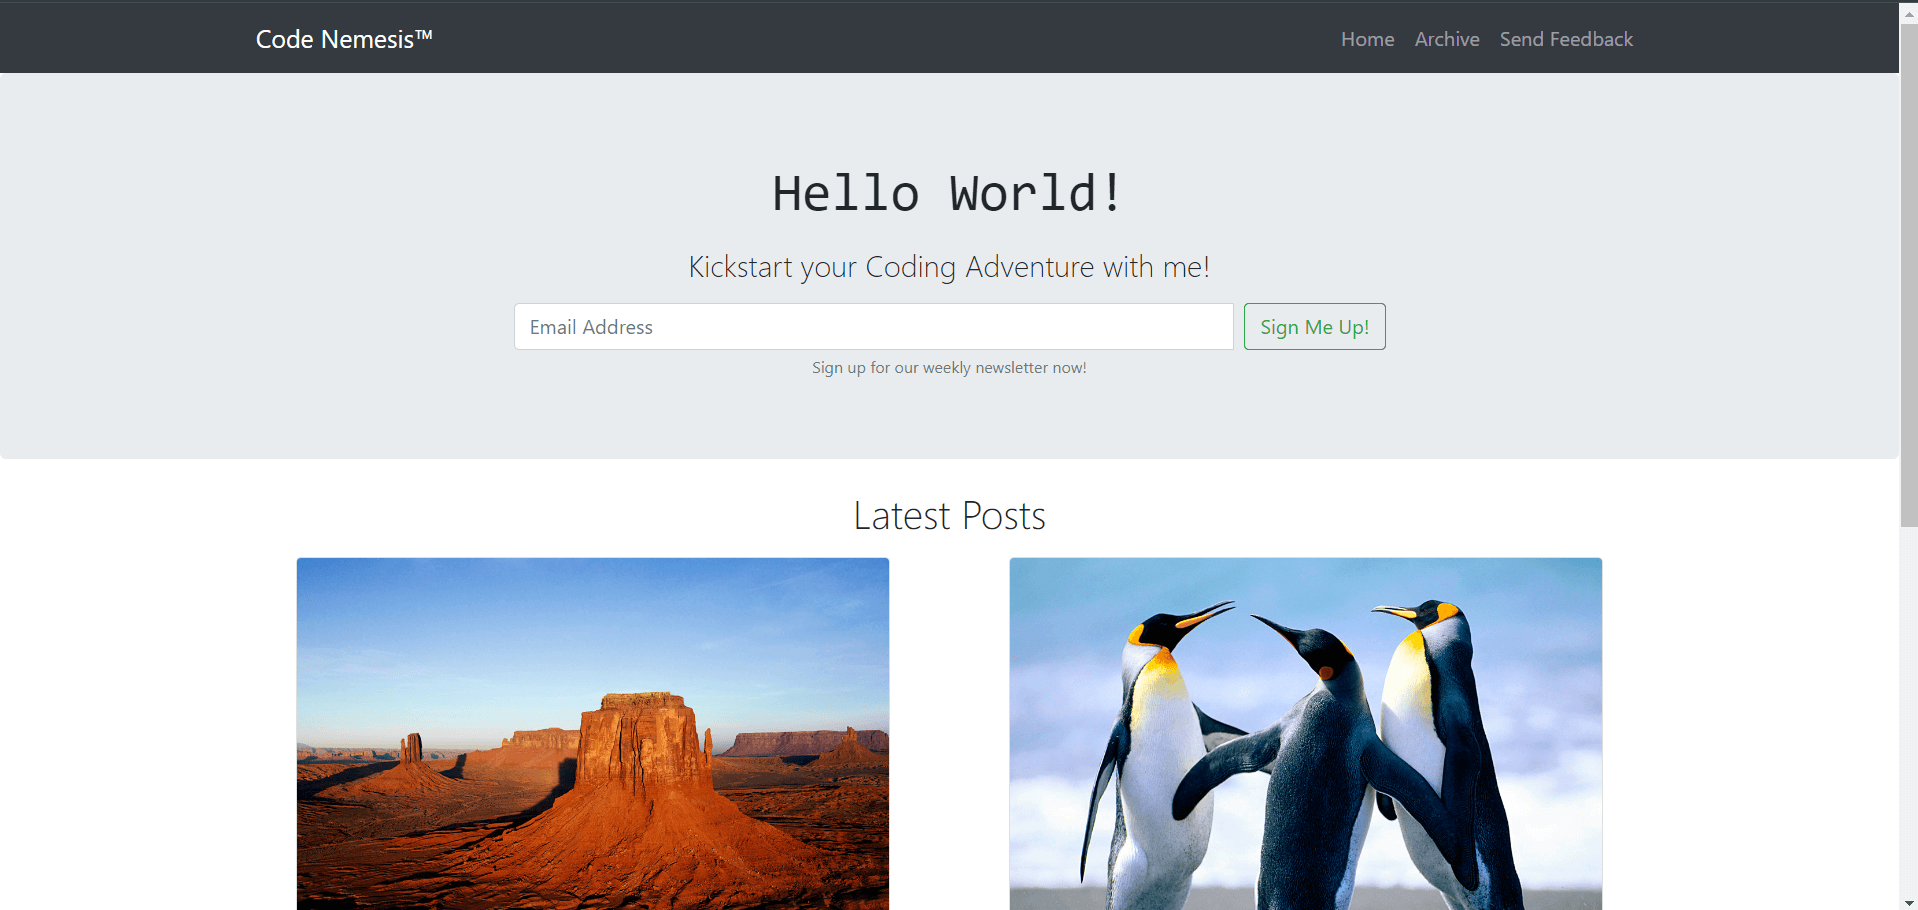 Code Nemesis™
Home Archive Send Feedback
Hello World!
Kickstart your Coding Adventure with me!
Email Address
Sign Me Up!
Sign up for our weekly newsletter now!
Latest Posts